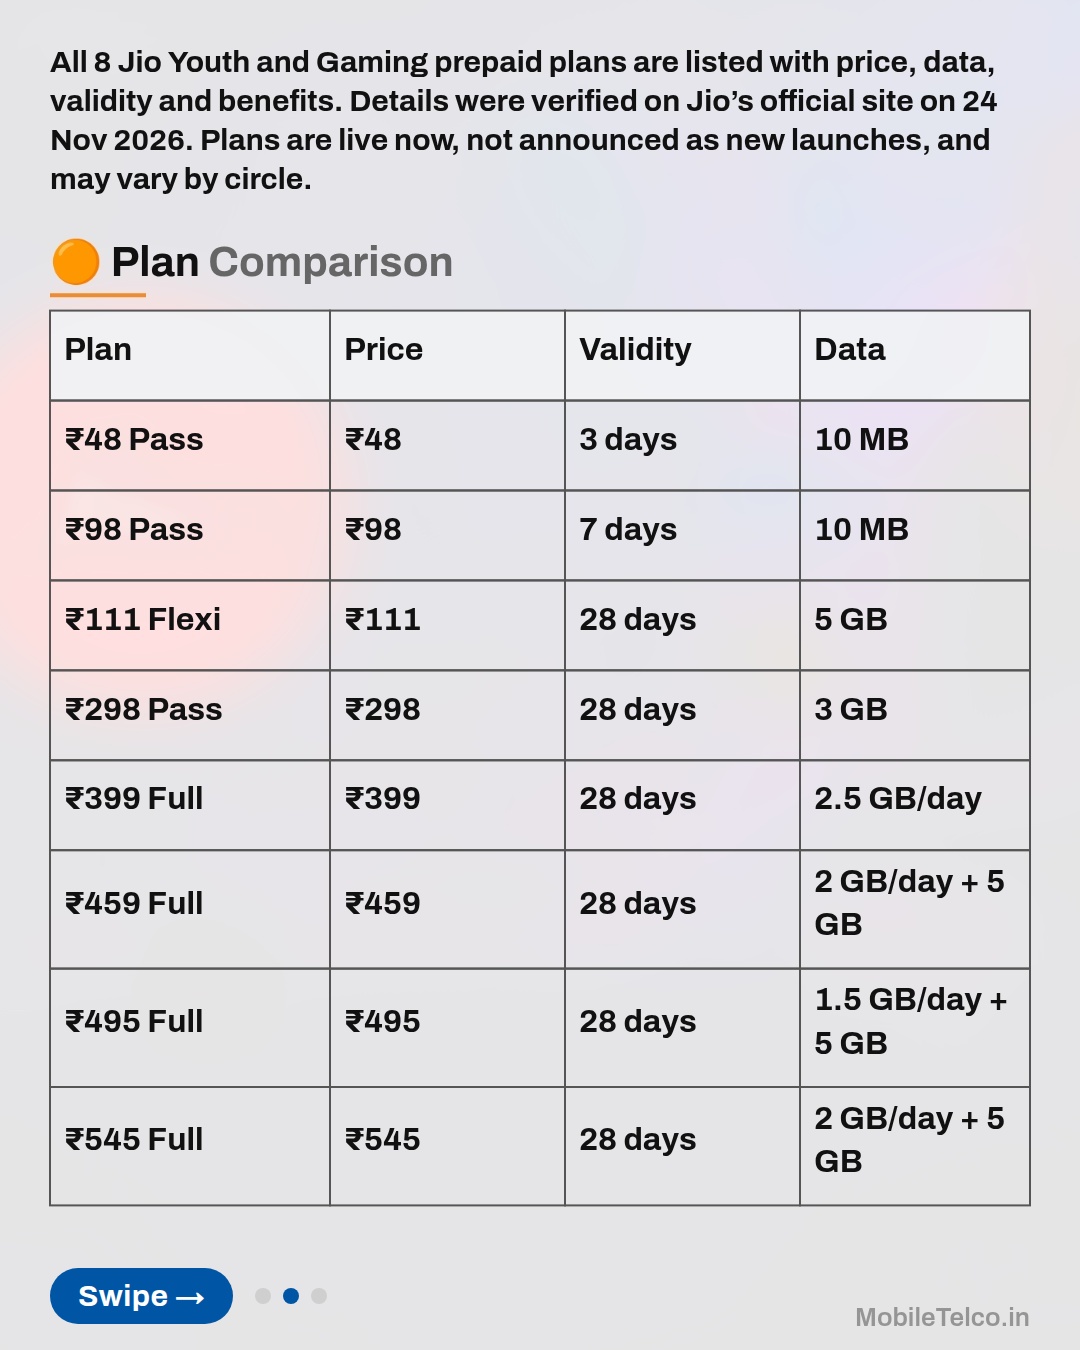 All 8 Jio Youth and Gaming prepaid plans are listed with price, data,
validity and benefits. Details were verified on Jio’s official site on 24
Nov 2026. Plans are live now, not announced as new launches, and
may vary by circle.
Plan Comparison
Plan Price Validity Data
₹48 Pass ₹48 3 days 10 MB
₹98 Pass ₹98 7 days 10 MB
₹111 Flexi ₹111 28 days 5 GB
₹298 Pass ₹298 28 days 3 GB
₹399 Full ₹399 28 days 2.5 GB/day
₹459 Full ₹459 28 days 2 GB/day + 5
GB
₹495 Full ₹495 28 days 1.5 GB/day +
5 GB
₹545 Full ₹545 28 days 2 GB/day + 5
GB
Swipe →
MobileTelco.in